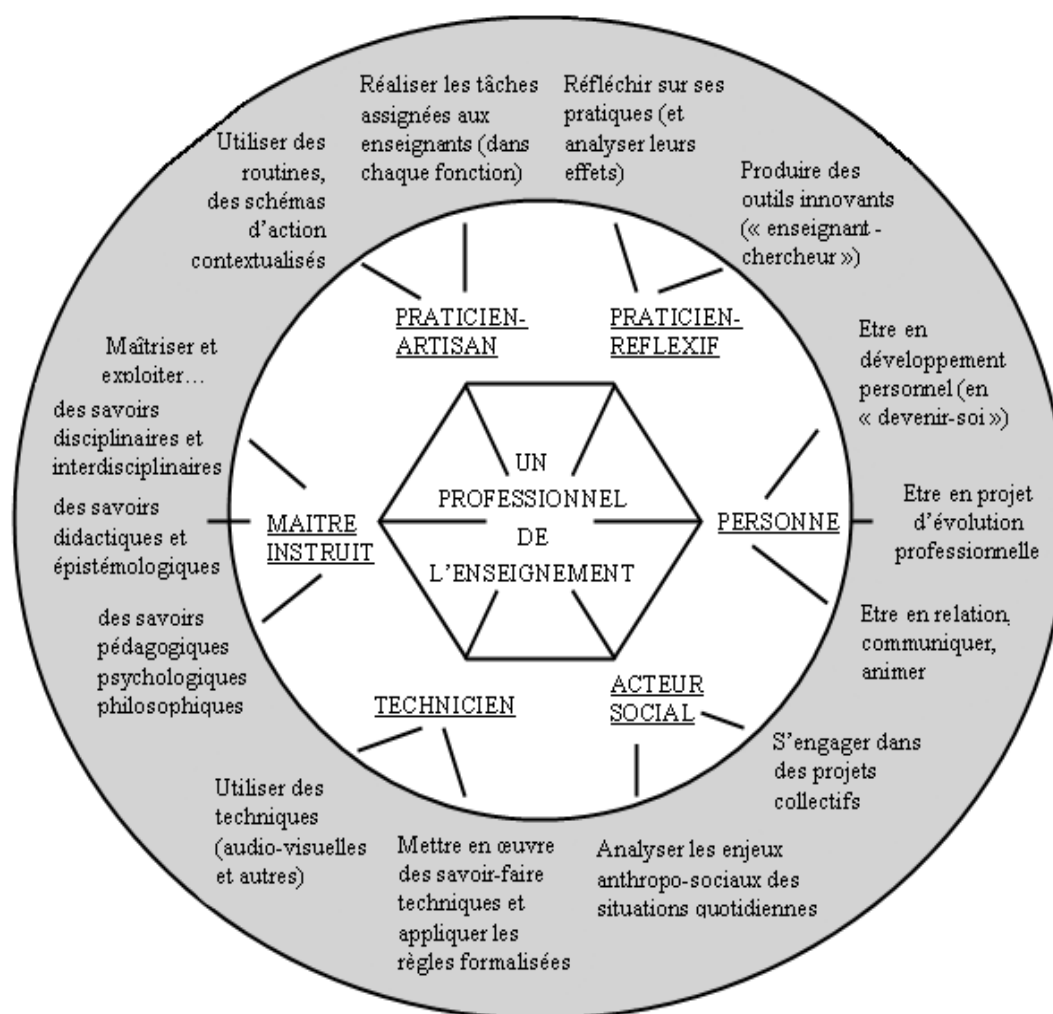 Réaliser les tâches
assignées aux
enseignants (dans
chaque fonction)
Réfléchir sur ses
pratiques (et
analyser leurs
effets)
Utiliser des
routines,
des schémas
d'action
contextualisés
Produire des
outils innovants
(« enseignant -
chercheur »)
PRATICIEN-
ARTISAN
PRATICIEN-
REFLEXIF
Maîtriser et
exploiter...
des savoirs
disciplinaires et
interdisciplinaires
des savoirs
didactiques et
épistémologiques
des savoirs
pédagogiques
psychologiques
philosophiques
MAITRE
INSTRUIT
UN
PROFESSIONNEL
DE
L'ENSEIGNEMENT
PERSONNE
Etre en
développement
personnel (en
« devenir-soi »)
Etre en projet
d'évolution
professionnelle
Etre en relation,
communiquer,
animer
TECHNICIEN
ACTEUR
SOCIAL
Utiliser des
techniques
(audio-visuelles
et autres)
Mettre en œuvre
des savoir-faire
techniques et
appliquer les
règles formalisées
Analyser les enjeux
anthropo-sociaux des
situations quotidiennes
S'engager dans
des projets
collectifs